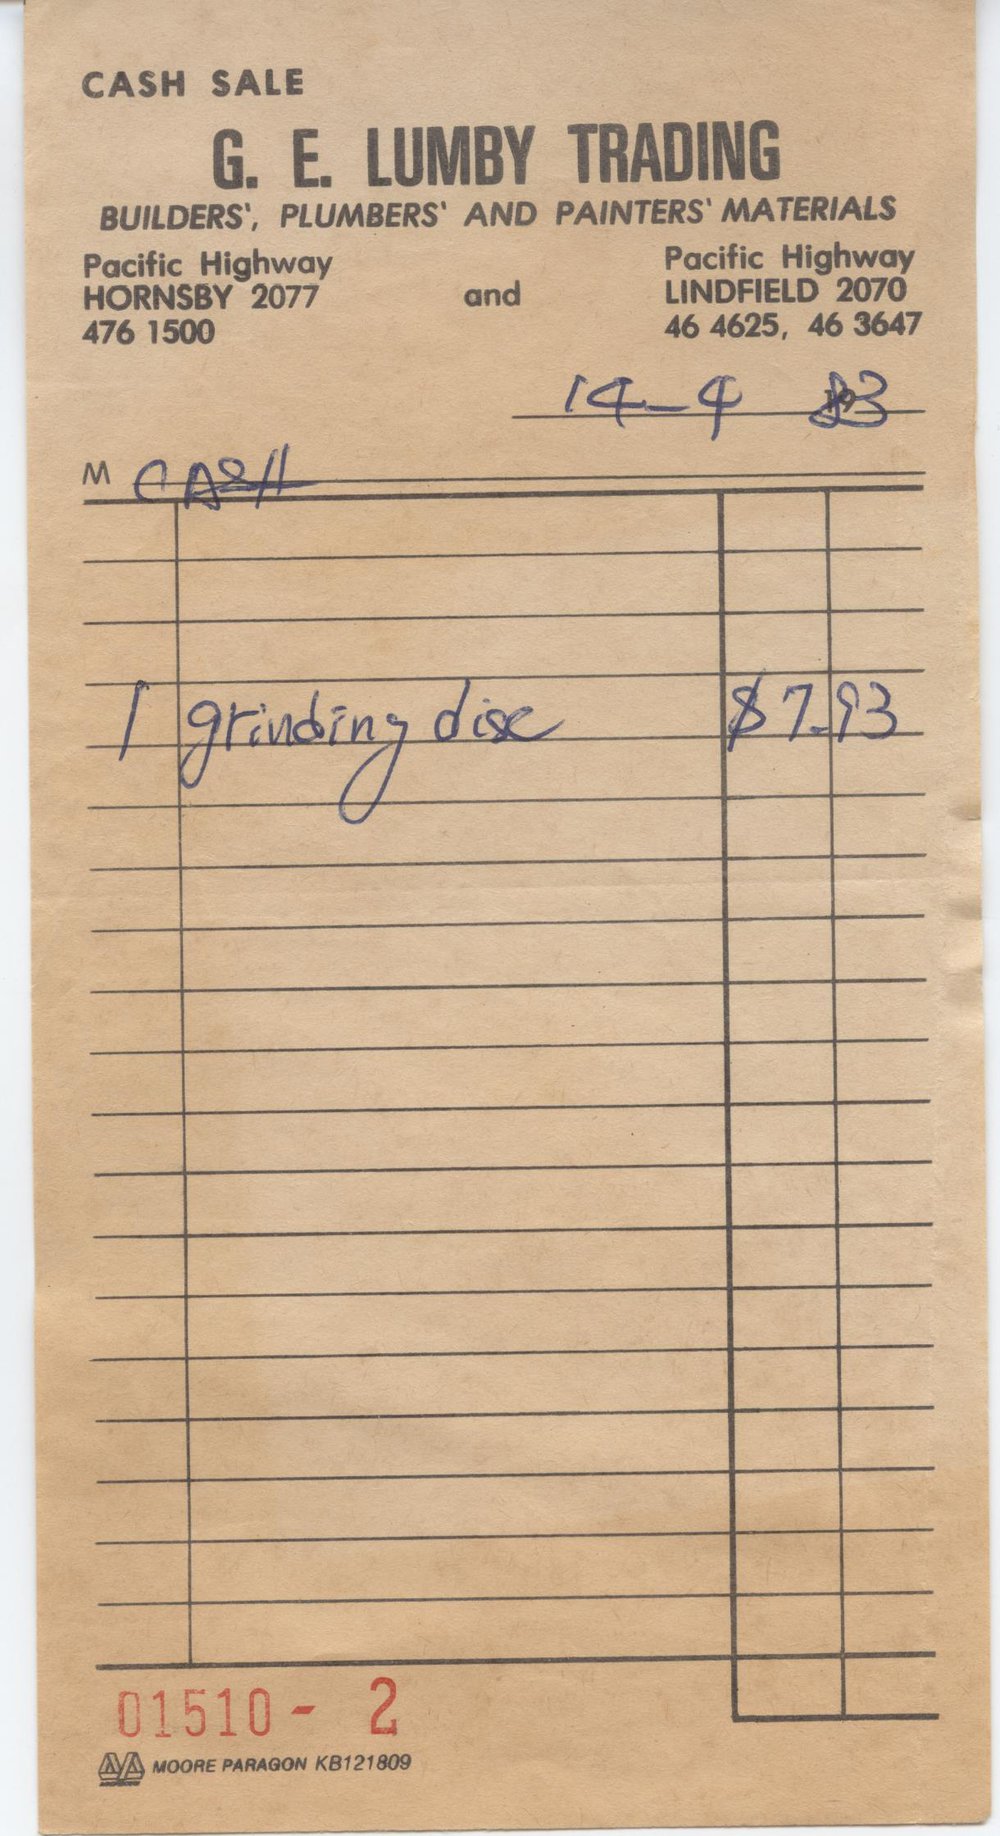 CASH SALE
G. E. LUMBY TRADING
BUILDERS', PLUMBERS' AND PAINTERS' MATERIALS
Pacific Highway
HORNSBY 2077
476 1500
and
Pacific Highway
LINDFIELD 2070
46 4625, 46 3647
14-4 83
M CASH
1 grinding disc $7.93
01510- 2
MOORE PARAGON KB121809